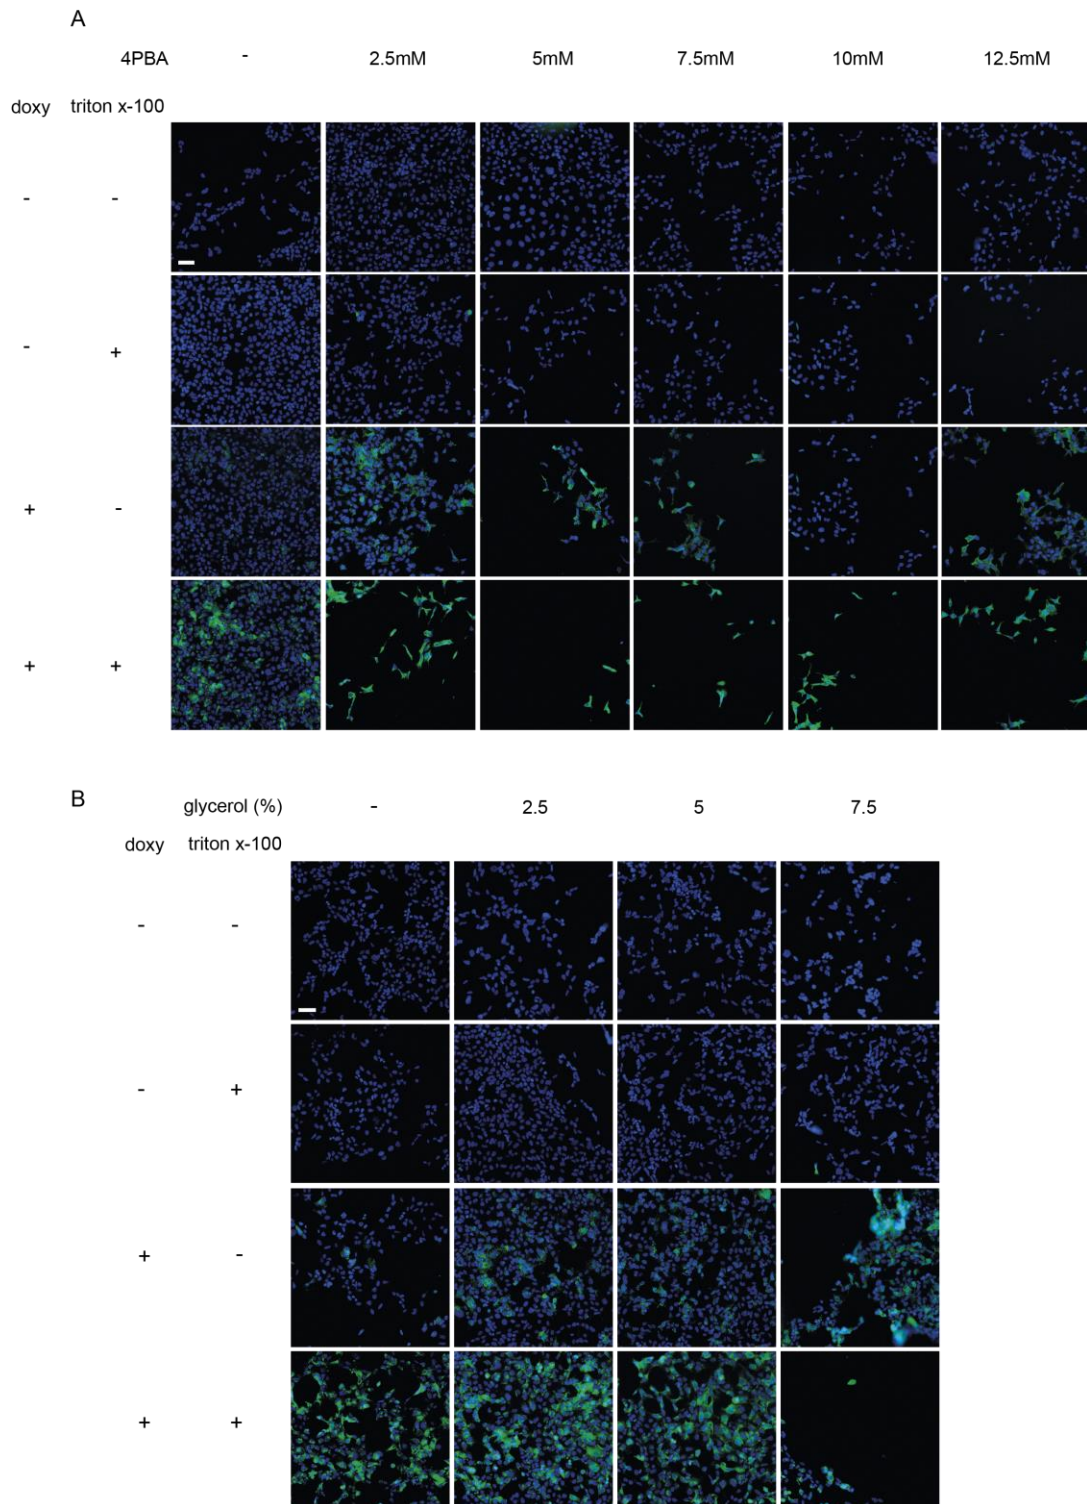 A
4PBA - 2.5mM 5mM 7.5mM 10mM 12.5mM
doxy triton x-100
- -
- +
+ -
+ +
B
glycerol (%) - 2.5 5 7.5
doxy triton x-100
- -
- +
+ -
+ +